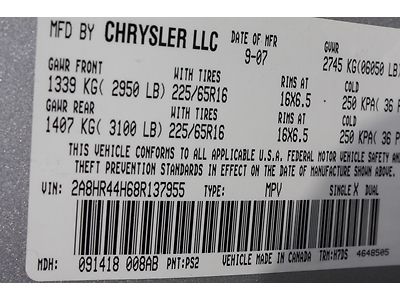 MFD BY CHRYSLER LLC DATE OF MFR GVWR
9-07 2745 KG (06050 LB)
GAWR FRONT WITH TIRES RIMS AT COLD
1339 KG ( 2950 LB) 225/65R16 16X6.5 250 KPA (36 P
GAWR REAR WITH TIRES RIMS AT COLD
1407 KG ( 3100 LB) 225/65R16 16X6.5 250 KPA (36 P
THIS VEHICLE CONFORMS TO ALL APPLICABLE U.S.A. FEDERAL MOTOR VEHICLE SAFETY AND
THEFT PREVENTION STANDARDS IN EFFECT ON THE DATE OF MANUFACTURE SHOWN ABOVE.
VIN: 2A8HR44H68R137955 TYPE: MPV SINGLE X DUAL
MDH: 091418 008AB PNT: PS2 VEHICLE MADE IN CANADA TRM: H7DS 4648505